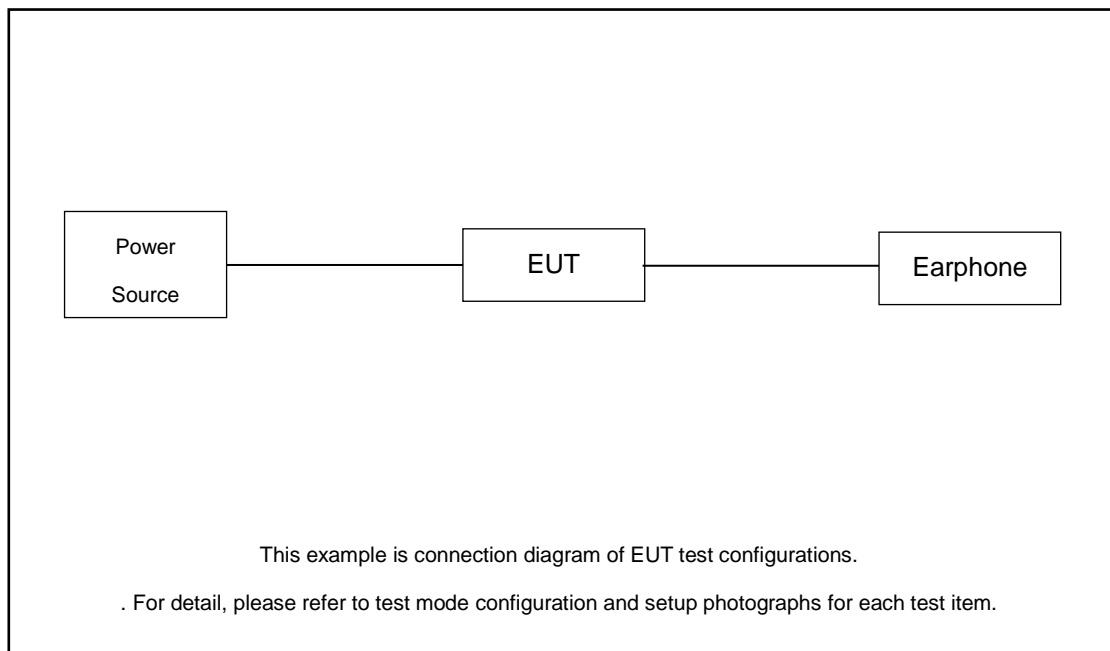 Power
Source
EUT
Earphone
This example is connection diagram of EUT test configurations.
. For detail, please refer to test mode configuration and setup photographs for each test item.